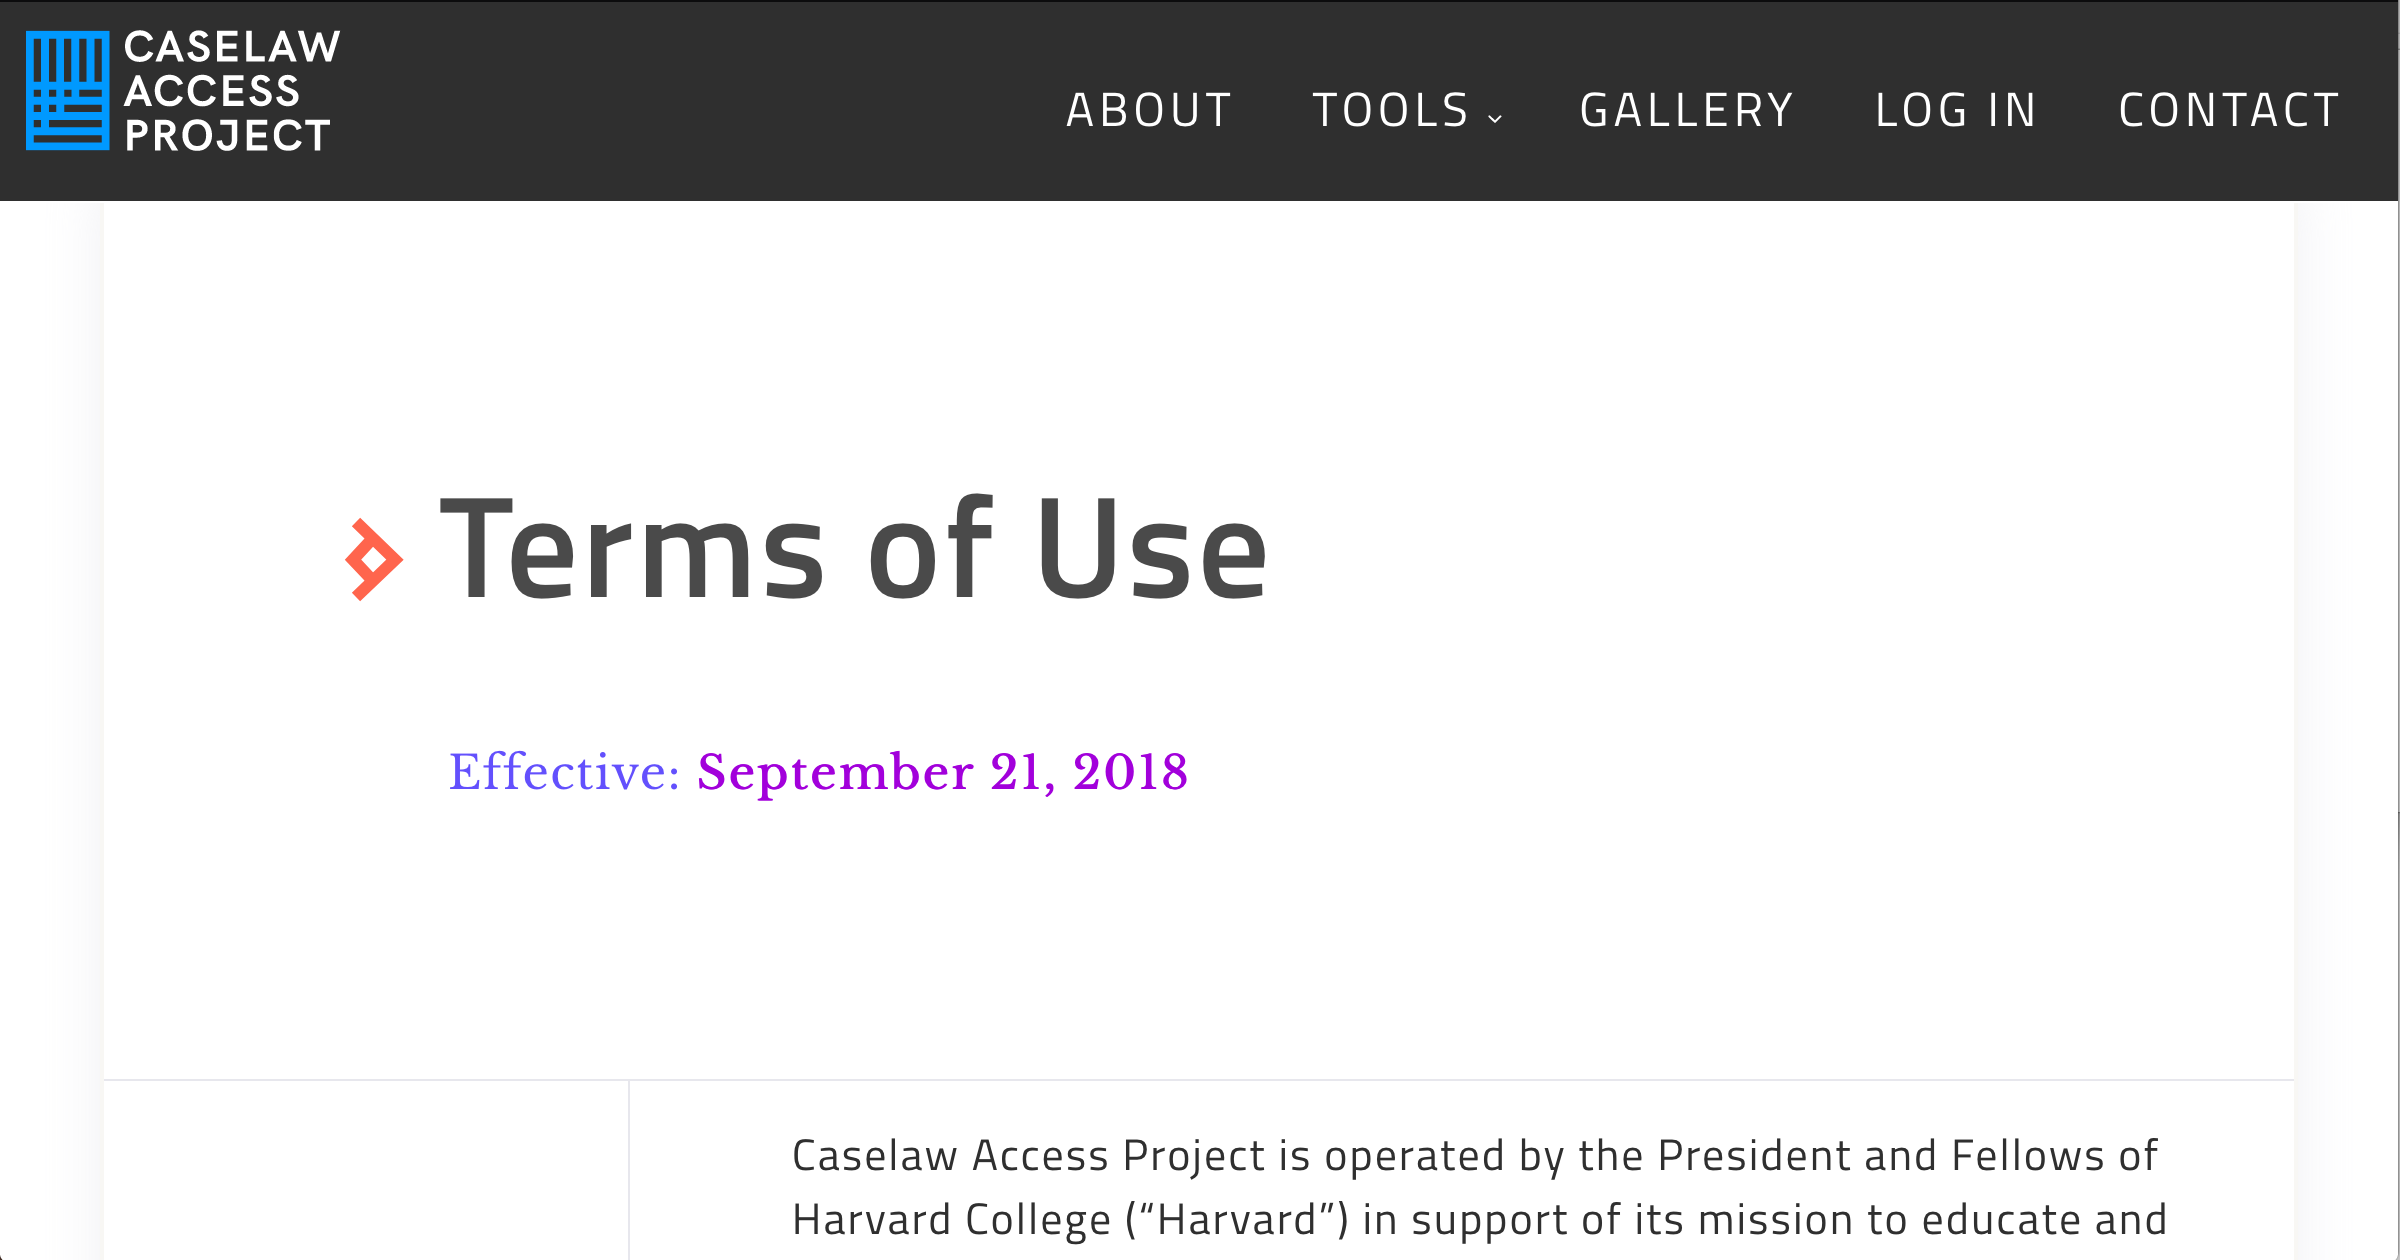 CASELAW
ACCESS
PROJECT
ABOUT TOOLS GALLERY LOG IN CONTACT
Terms of Use
Effective: September 21, 2018
Caselaw Access Project is operated by the President and Fellows of
Harvard College (“Harvard”) in support of its mission to educate and